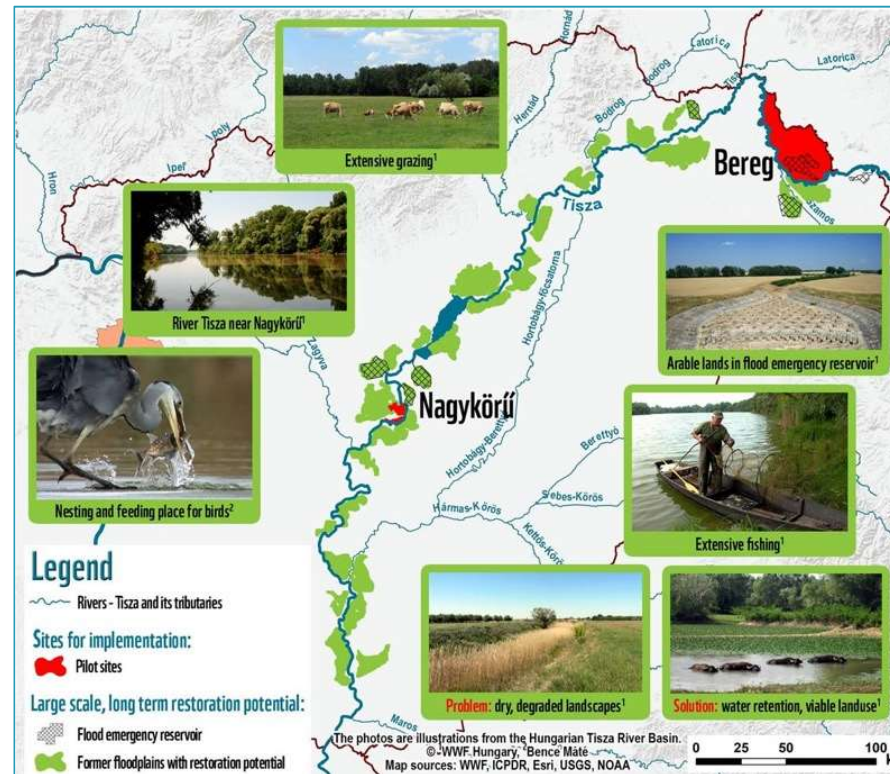 Hornád
Latorica
Latorica
Tisa
Bodrog
Bodrog
Hernád
Extensive grazing¹
Ipoly
Ipeľ
Hron
Bereg
Szamos
Tisza
Hortobágy-főcsatorna
River Tisza near Nagykörű¹
Arable lands in flood emergency reservoir¹
Zagyva
Nagykörű
Hortobágy-Berettyó
Berettyó
Nesting and feeding place for birds²
Sebes-Körös
Hármas-Körös
Kettős-Körös
Extensive fishing¹
Legend
Rivers - Tisza and its tributaries
Sites for implementation:
Pilot sites
Large scale, long term restoration potential:
Flood emergency reservoir
Former floodplains with restoration potential
Problem: dry, degraded landscapes¹
Solution: water retention, viable landuse¹
Maros
The photos are illustrations from the Hungarian Tisza River Basin.
© ¹WWF Hungary, ²Bence Máté
Map sources: WWF, ICPDR, Esri, USGS, NOAA
0 25 50 100